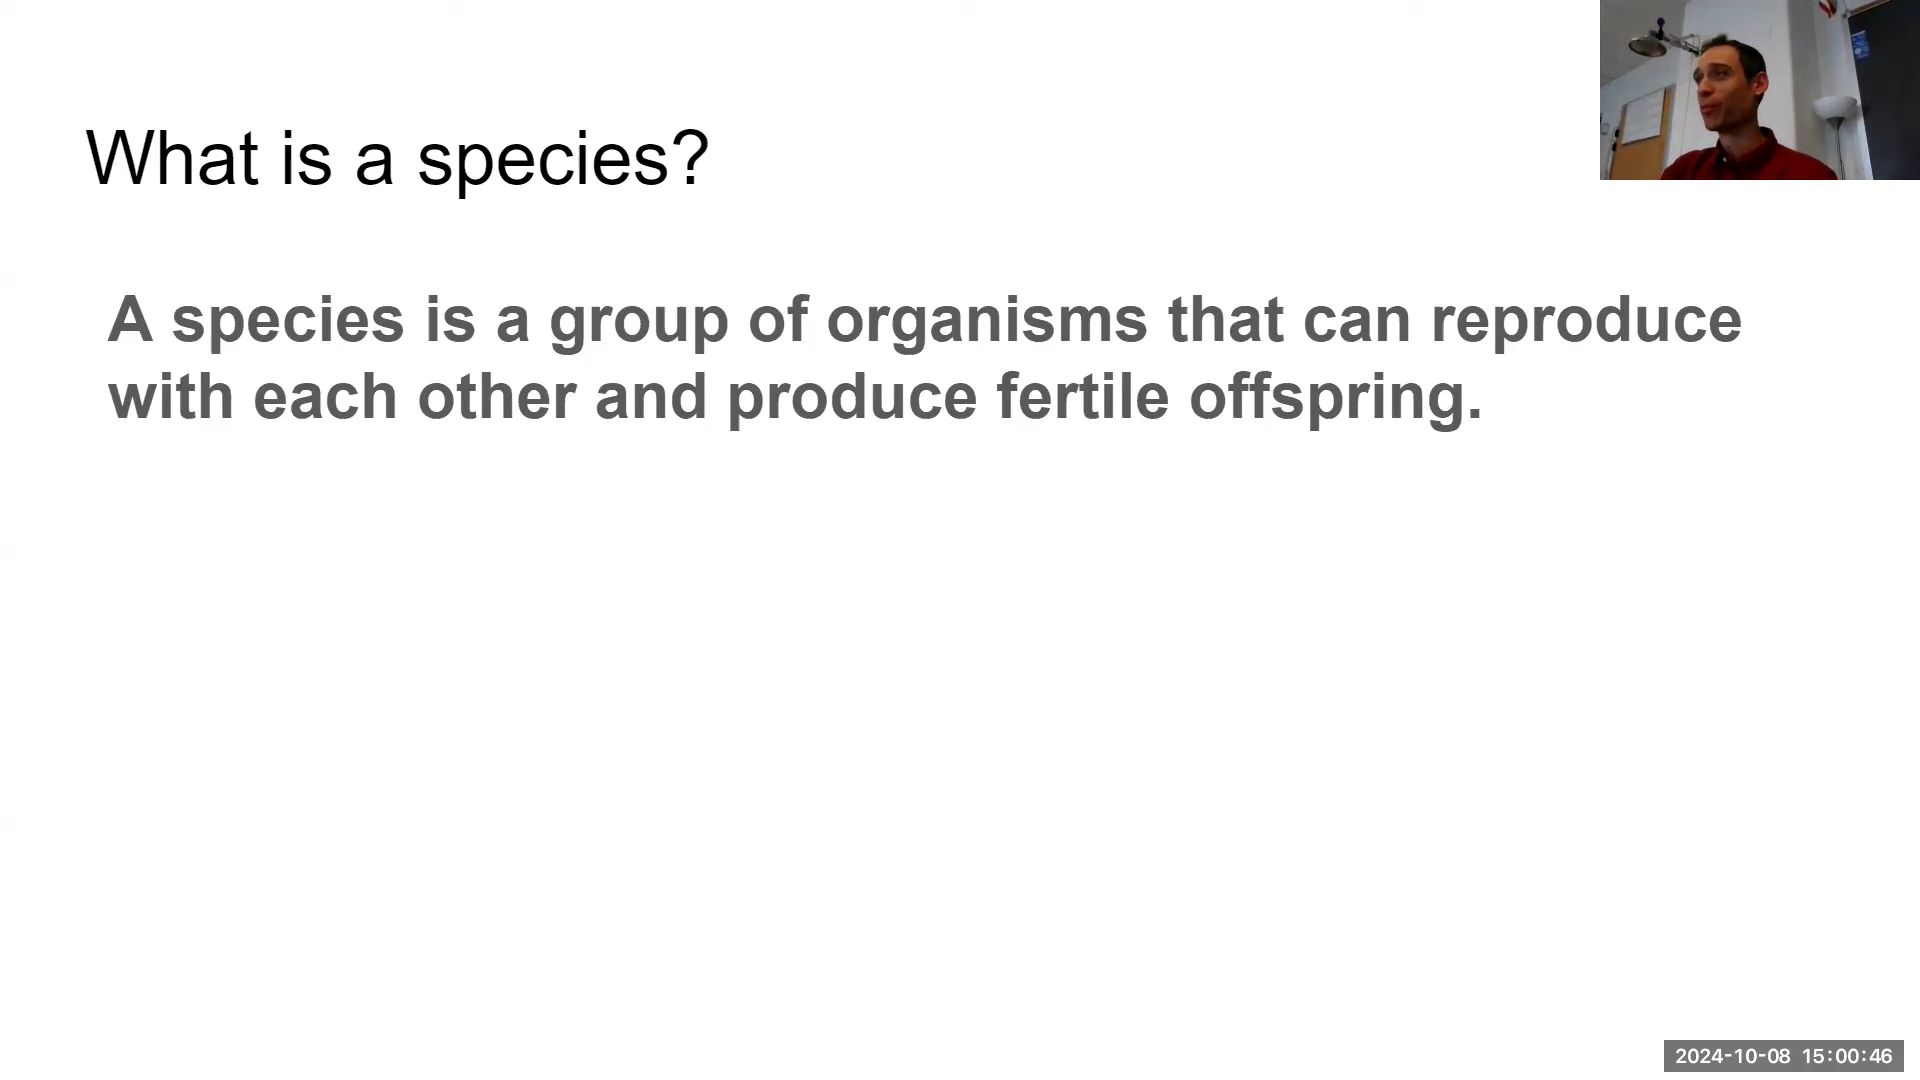 What is a species?
A species is a group of organisms that can reproduce
with each other and produce fertile offspring.
2024-10-08 15:00:46